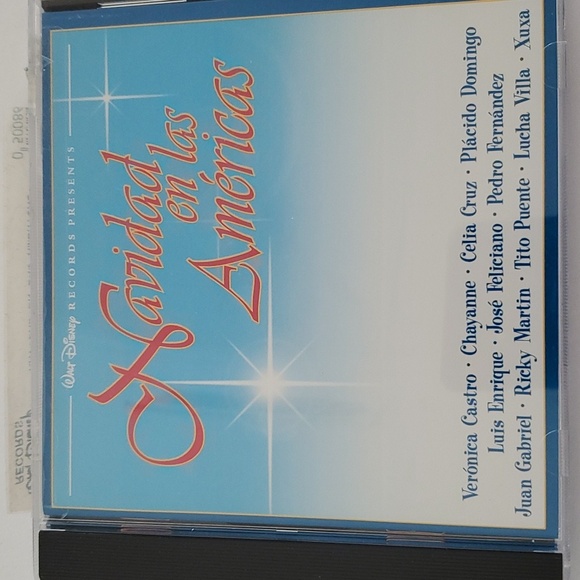 Walt Disney RECORDS PRESENTS
Navidad
en las
Américas
Verónica Castro · Chayanne · Celia Cruz · Plácido Domingo
Luis Enrique · José Feliciano · Pedro Fernández
Juan Gabriel · Ricky Martin · Tito Puente · Lucha Villa · Xuxa
RECORDS